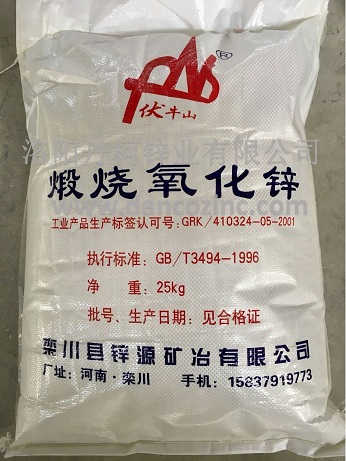 伏牛山 ®
煅烧氧化锌
工业产品生产标签认可号:GRK/410324-05-2001
执行标准: GB/T3494-1996
净 重: 25kg
批号、生产日期: 见合格证
栾川县锌源矿冶有限公司
厂址: 河南·栾川 手机: 15837919773